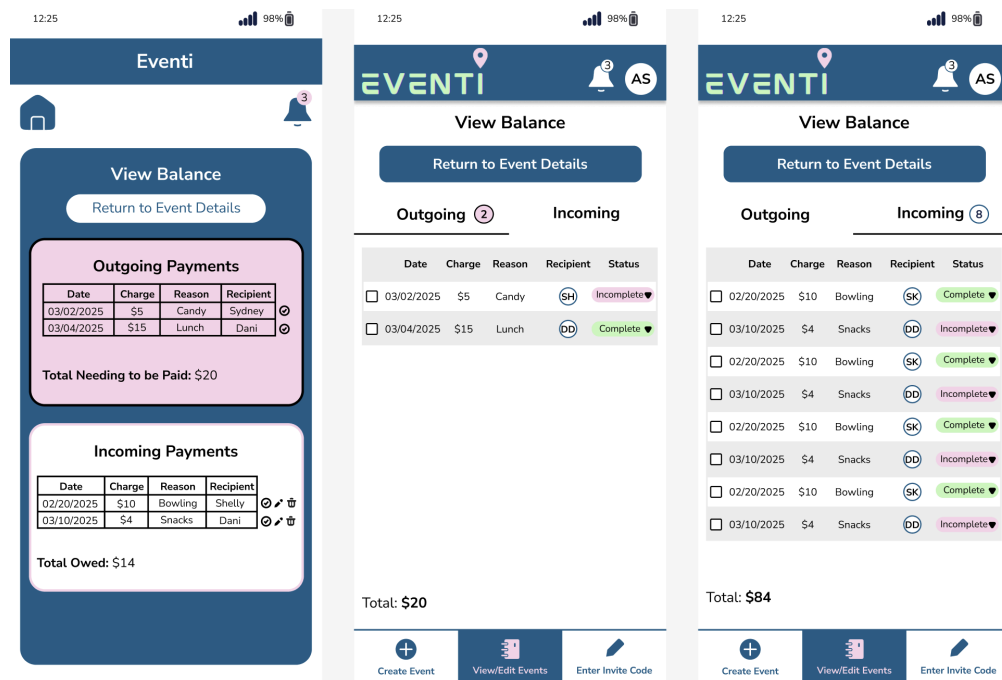 12:25 98%
Eventi
3
View Balance
Return to Event Details
Outgoing Payments
Date Charge Reason Recipient
03/02/2025 $5 Candy Sydney
03/04/2025 $15 Lunch Dani
Total Needing to be Paid: $20
Incoming Payments
Date Charge Reason Recipient
02/20/2025 $10 Bowling Shelly
03/10/2025 $4 Snacks Dani
Total Owed: $14
12:25 98%
EVENTI 3 AS
View Balance
Return to Event Details
Outgoing 2 Incoming
Date Charge Reason Recipient Status
03/02/2025 $5 Candy SH Incomplete
03/04/2025 $15 Lunch DD Complete
Total: $20
Create Event View/Edit Events Enter Invite Code
12:25 98%
EVENTI 3 AS
View Balance
Return to Event Details
Outgoing Incoming 8
Date Charge Reason Recipient Status
02/20/2025 $10 Bowling SK Complete
03/10/2025 $4 Snacks DD Incomplete
02/20/2025 $10 Bowling SK Complete
03/10/2025 $4 Snacks DD Incomplete
02/20/2025 $10 Bowling SK Complete
03/10/2025 $4 Snacks DD Incomplete
02/20/2025 $10 Bowling SK Complete
03/10/2025 $4 Snacks DD Incomplete
Total: $84
Create Event View/Edit Events Enter Invite Code